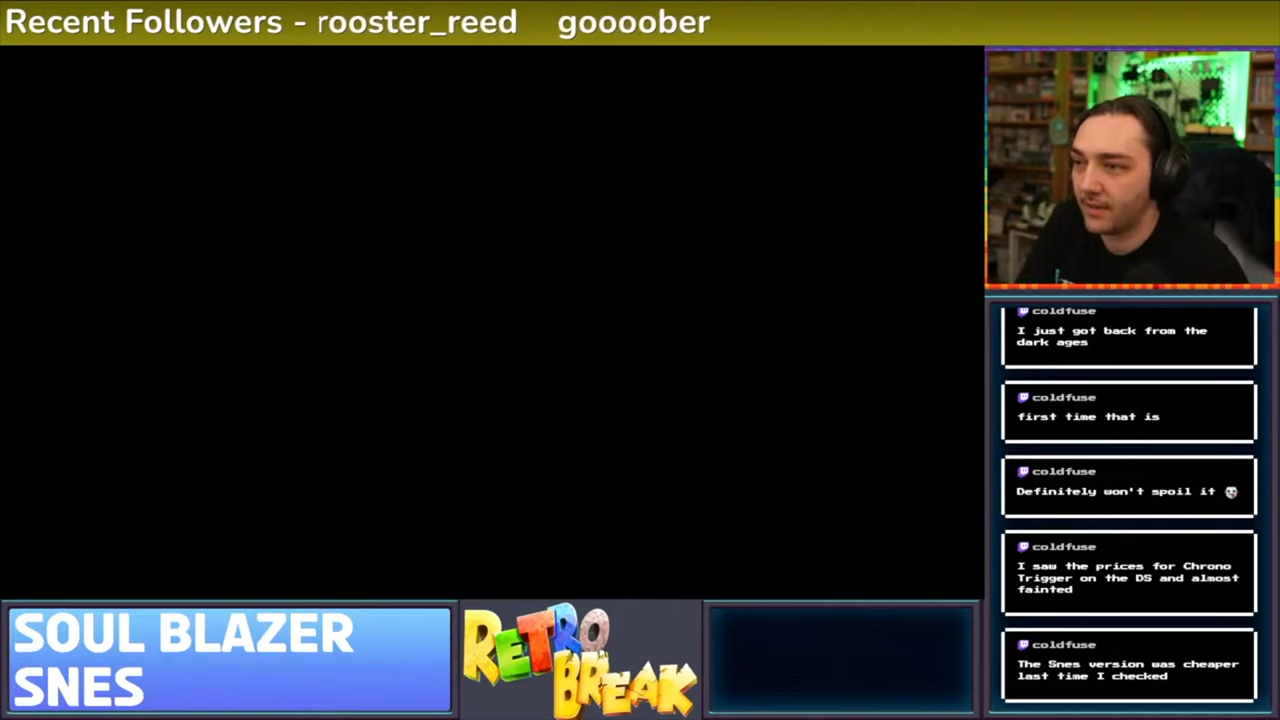 Recent Followers - rooster_reed goooober
coldfuse
I just got back from the
dark ages
coldfuse
first time that is
coldfuse
Definitely won't spoil it
coldfuse
I saw the prices for Chrono
Trigger on the DS and almost
fainted
coldfuse
The Snes version was cheaper
last time I checked
SOUL BLAZER
SNES
RETRO
BREAK